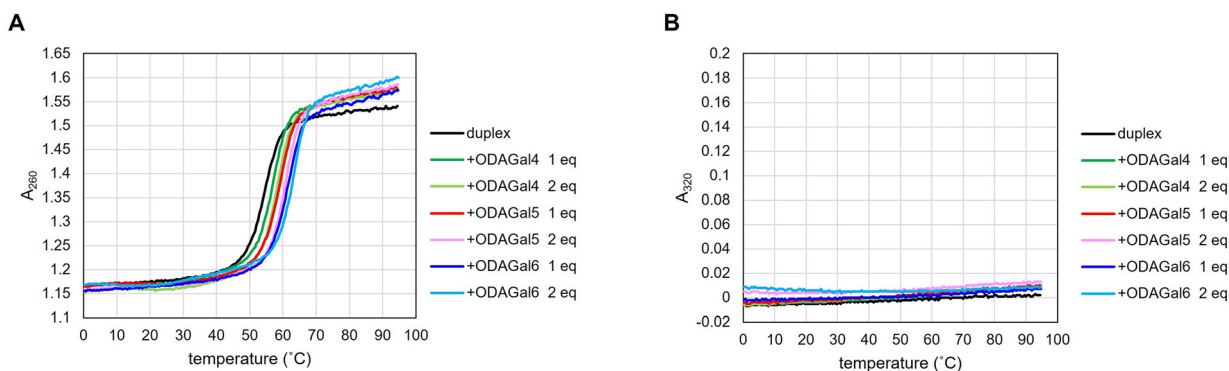 A
1.65
1.6
1.55
1.5
1.45
1.4
1.35
1.3
1.25
1.2
1.15
1.1
A260
0 10 20 30 40 50 60 70 80 90 100
temperature (˚C)
duplex
+ODAGal4 1 eq
+ODAGal4 2 eq
+ODAGal5 1 eq
+ODAGal5 2 eq
+ODAGal6 1 eq
+ODAGal6 2 eq
B
0.2
0.18
0.16
0.14
0.12
0.1
0.08
0.06
0.04
0.02
0
-0.02
A320
0 10 20 30 40 50 60 70 80 90 100
temperature (˚C)
duplex
+ODAGal4 1 eq
+ODAGal4 2 eq
+ODAGal5 1 eq
+ODAGal5 2 eq
+ODAGal6 1 eq
+ODAGal6 2 eq